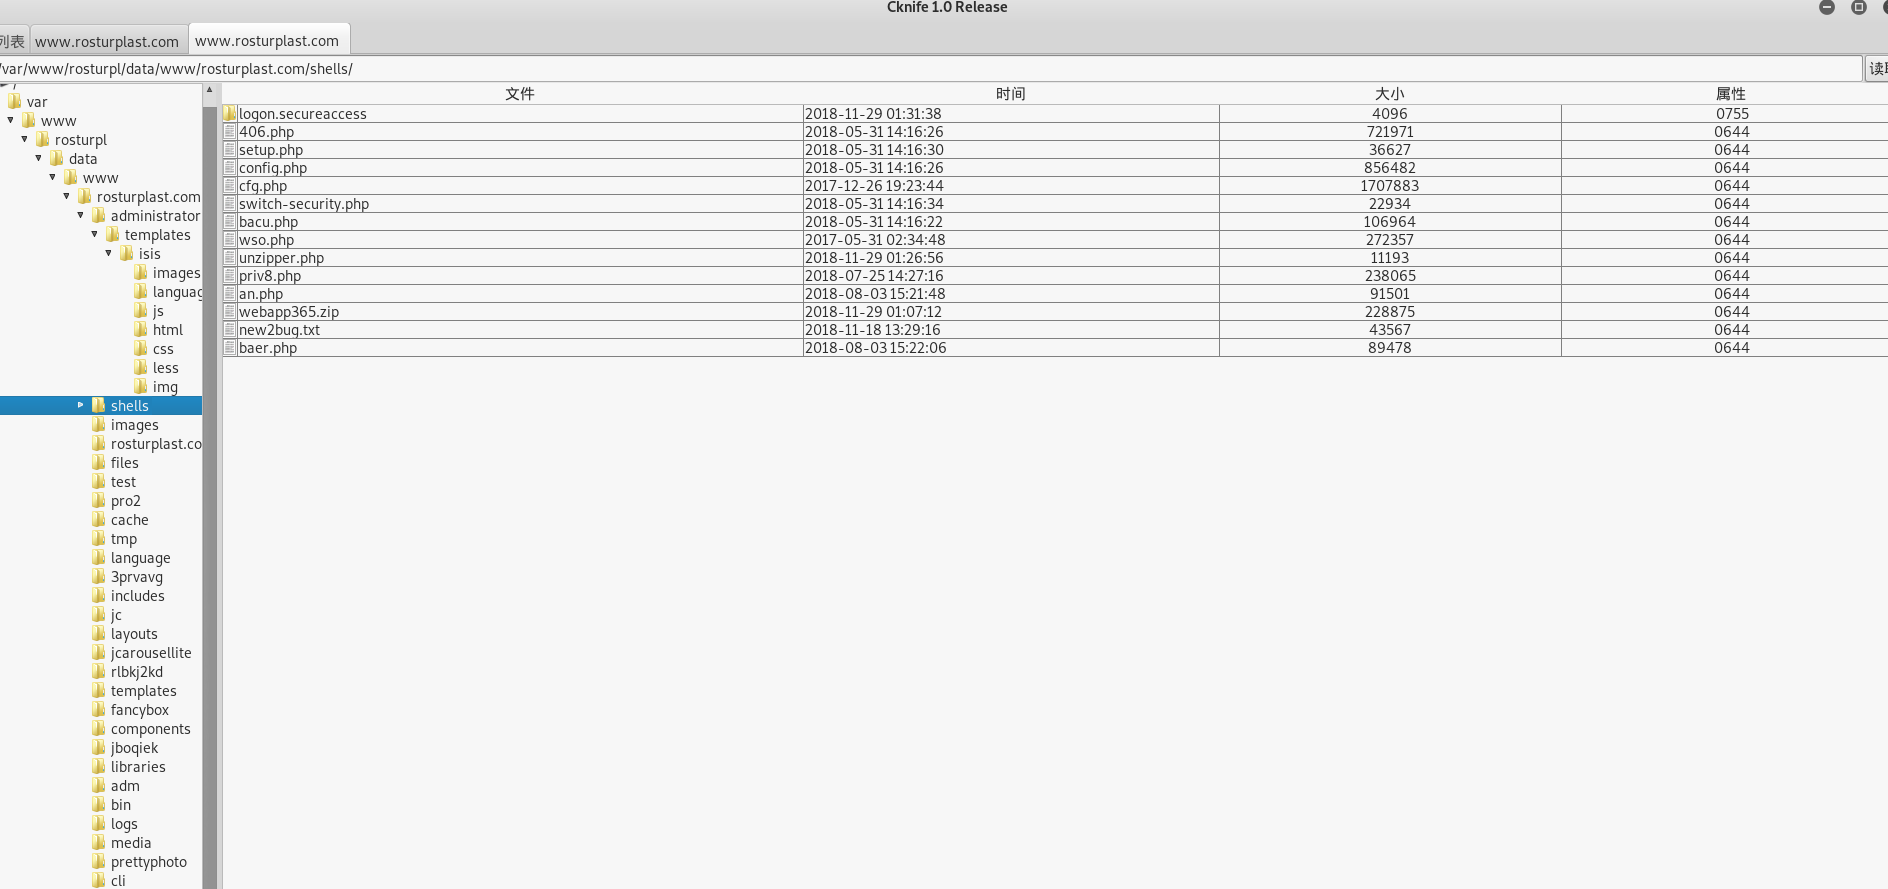 Cknife 1.0 Release
列表 www.rosturplast.com www.rosturplast.com
/var/www/rosturpl/data/www/rosturplast.com/shells/
var
www
rosturpl
data
www
rosturplast.com
administrator
templates
isis
images
languag
js
html
css
less
img
shells
images
rosturplast.co
files
test
pro2
cache
tmp
language
3prvavg
includes
jc
layouts
jcarousellite
rlbkj2kd
templates
fancybox
components
jboqiek
libraries
adm
bin
logs
media
prettyphoto
cli
文件 时间 大小 属性
logon.secureaccess 2018-11-29 01:31:38 4096 0755
406.php 2018-05-31 14:16:26 721971 0644
setup.php 2018-05-31 14:16:30 36627 0644
config.php 2018-05-31 14:16:26 856482 0644
cfg.php 2017-12-26 19:23:44 1707883 0644
switch-security.php 2018-05-31 14:16:34 22934 0644
bacu.php 2018-05-31 14:16:22 106964 0644
wso.php 2017-05-31 02:34:48 272357 0644
unzipper.php 2018-11-29 01:26:56 11193 0644
priv8.php 2018-07-25 14:27:16 238065 0644
an.php 2018-08-03 15:21:48 91501 0644
webapp365.zip 2018-11-29 01:07:12 228875 0644
new2bug.txt 2018-11-18 13:29:16 43567 0644
baer.php 2018-08-03 15:22:06 89478 0644